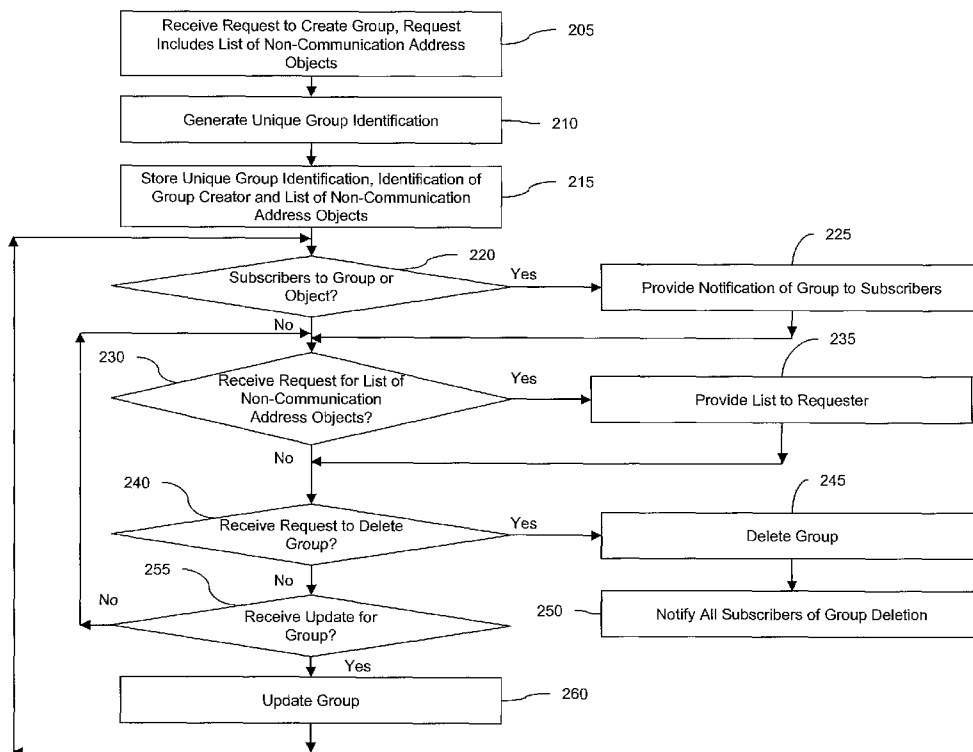 Receive Request to Create Group, Request
Includes List of Non-Communication Address
Objects
205
Generate Unique Group Identification
210
Store Unique Group Identification, Identification of
Group Creator and List of Non-Communication
Address Objects
215
220
Subscribers to Group or
Object?
Yes
225
Provide Notification of Group to Subscribers
No
230
Receive Request for List of
Non-Communication
Address Objects?
Yes
235
Provide List to Requester
No
240
Receive Request to Delete
Group?
Yes
245
Delete Group
No
255
No
Receive Update for
Group?
250
Notify All Subscribers of Group Deletion
Yes
Update Group
260